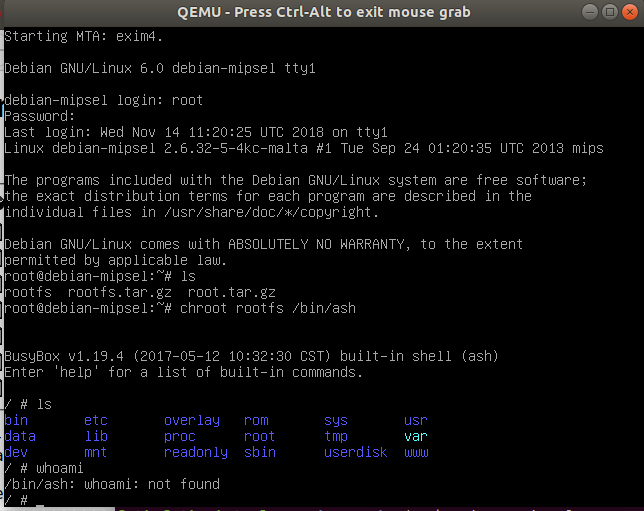 QEMU - Press Ctrl-Alt to exit mouse grab
Starting MTA: exim4.
Debian GNU/Linux 6.0 debian-mipsel tty1
debian-mipsel login: root
Password:
Last login: Wed Nov 14 11:20:25 UTC 2018 on tty1
Linux debian-mipsel 2.6.32-5-4kc-malta #1 Tue Sep 24 01:20:35 UTC 2013 mips
The programs included with the Debian GNU/Linux system are free software;
the exact distribution terms for each program are described in the
individual files in /usr/share/doc/*/copyright.
Debian GNU/Linux comes with ABSOLUTELY NO WARRANTY, to the extent
permitted by applicable law.
root@debian-mipsel:~# ls
rootfs  rootfs.tar.gz  root.tar.gz
root@debian-mipsel:~# chroot rootfs /bin/ash
BusyBox v1.19.4 (2017-05-12 10:32:30 CST) built-in shell (ash)
Enter 'help' for a list of built-in commands.
/ # ls
bin       etc       overlay   rom       sys       usr
data      lib       proc      root      tmp       var
dev       mnt       readonly  sbin      userdisk  www
/ # whoami
/bin/ash: whoami: not found
/ #